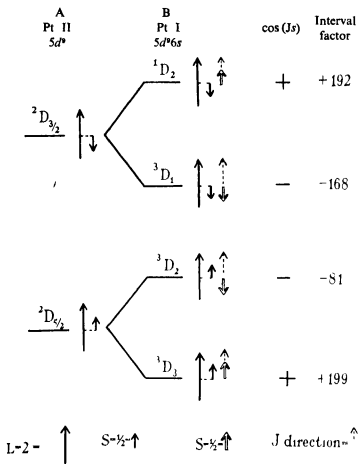 A B
Pt II Pt I cos (Js) Interval factor
5d⁹ 5d⁹6s
¹D₂ + +192
²D₃/₂
³D₁ − −168
³D₂ − −81
²D₅/₂
³D₃ + +199
L=2= S=½= S=½= J direction=